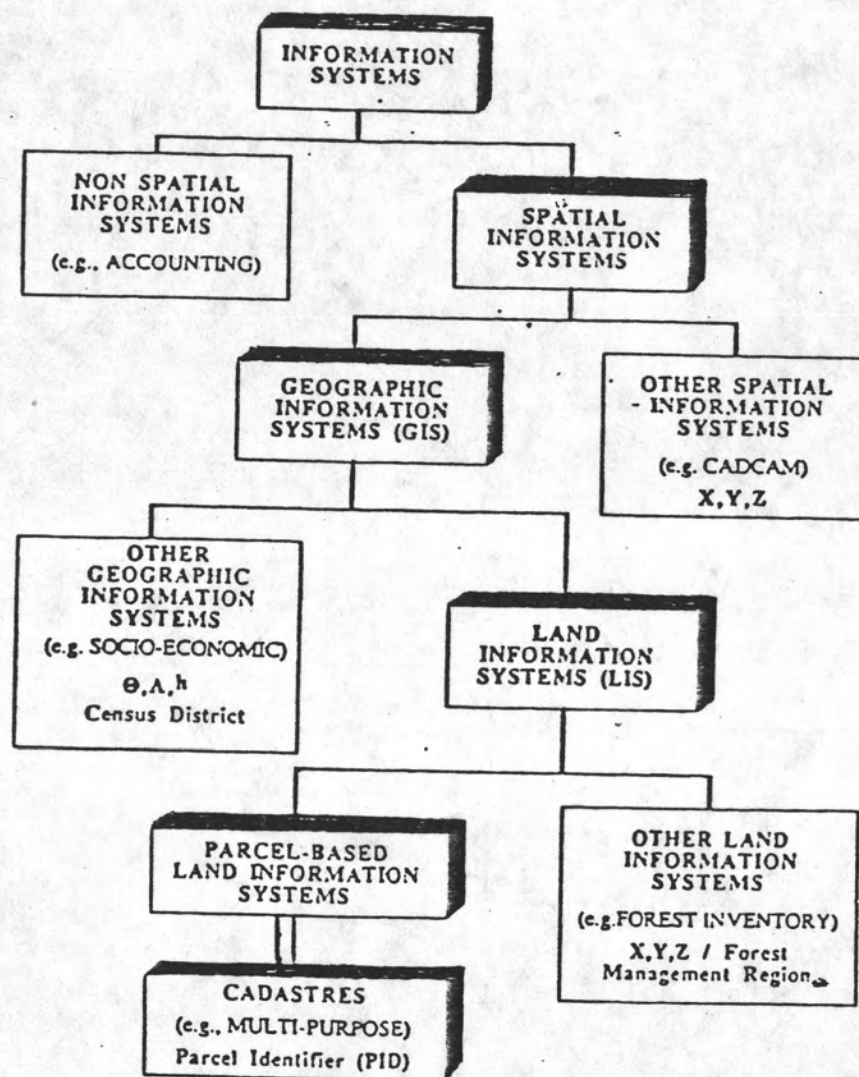 INFORMATION
SYSTEMS
NON SPATIAL
INFORMATION
SYSTEMS
(e.g., ACCOUNTING)
SPATIAL
INFORMATION
SYSTEMS
GEOGRAPHIC
INFORMATION
SYSTEMS (GIS)
OTHER SPATIAL
INFORMATION
SYSTEMS
(e.g. CADCAM)
X,Y,Z
OTHER
GEOGRAPHIC
INFORMATION
SYSTEMS
(e.g. SOCIO-ECONOMIC)
Θ,Λ,h
Census District
LAND
INFORMATION
SYSTEMS (LIS)
PARCEL-BASED
LAND INFORMATION
SYSTEMS
OTHER LAND
INFORMATION
SYSTEMS
(e.g.FOREST INVENTORY)
X,Y,Z / Forest
Management Region
CADASTRES
(e.g., MULTI-PURPOSE)
Parcel Identifier (PID)